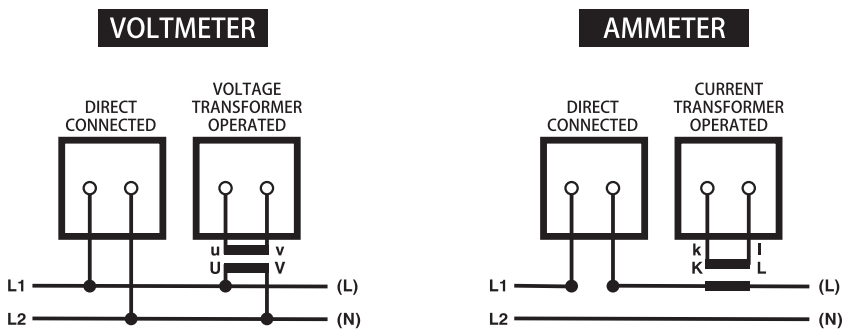 VOLTMETER
DIRECT
CONNECTED
VOLTAGE
TRANSFORMER
OPERATED
u v
U V
L1 (L)
L2 (N)
AMMETER
DIRECT
CONNECTED
CURRENT
TRANSFORMER
OPERATED
k l
K L
L1 (L)
L2 (N)